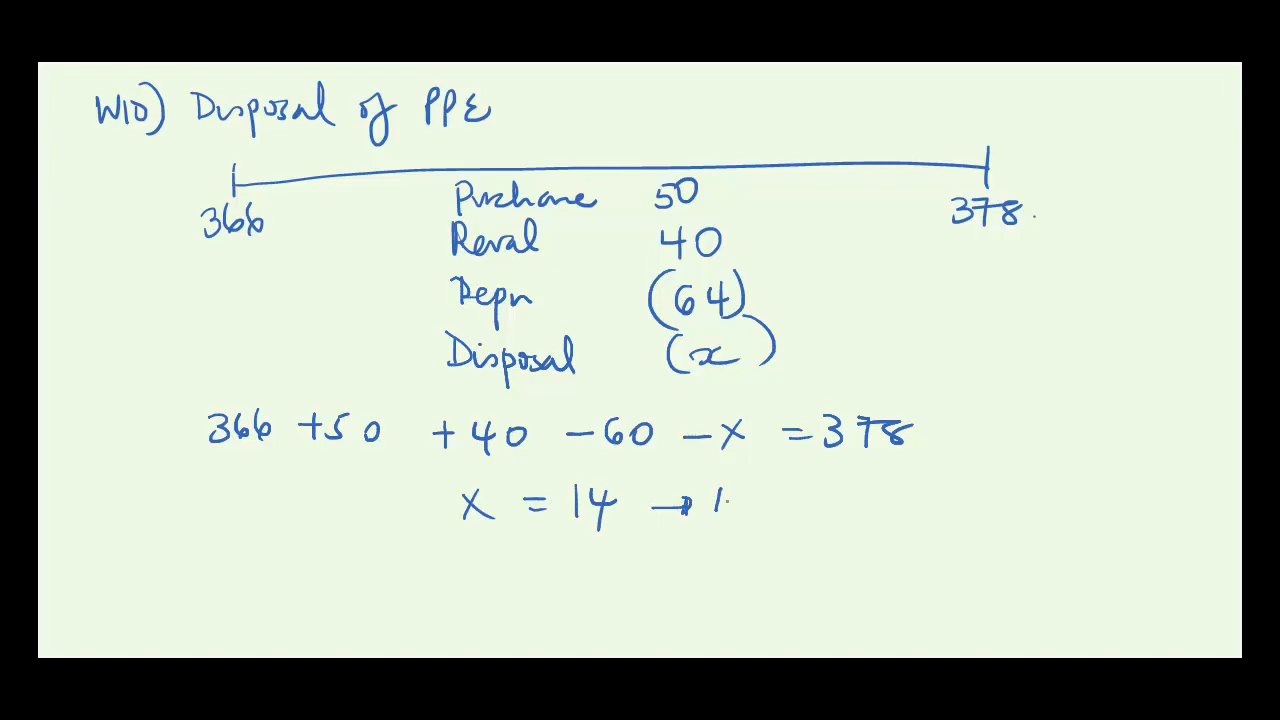 W10) Disposal of PPE
366 378
Purchase 50
Reval 40
Depn (64)
Disposal (x)
366 + 50 + 40 - 60 - x = 378
x = 14 → 1